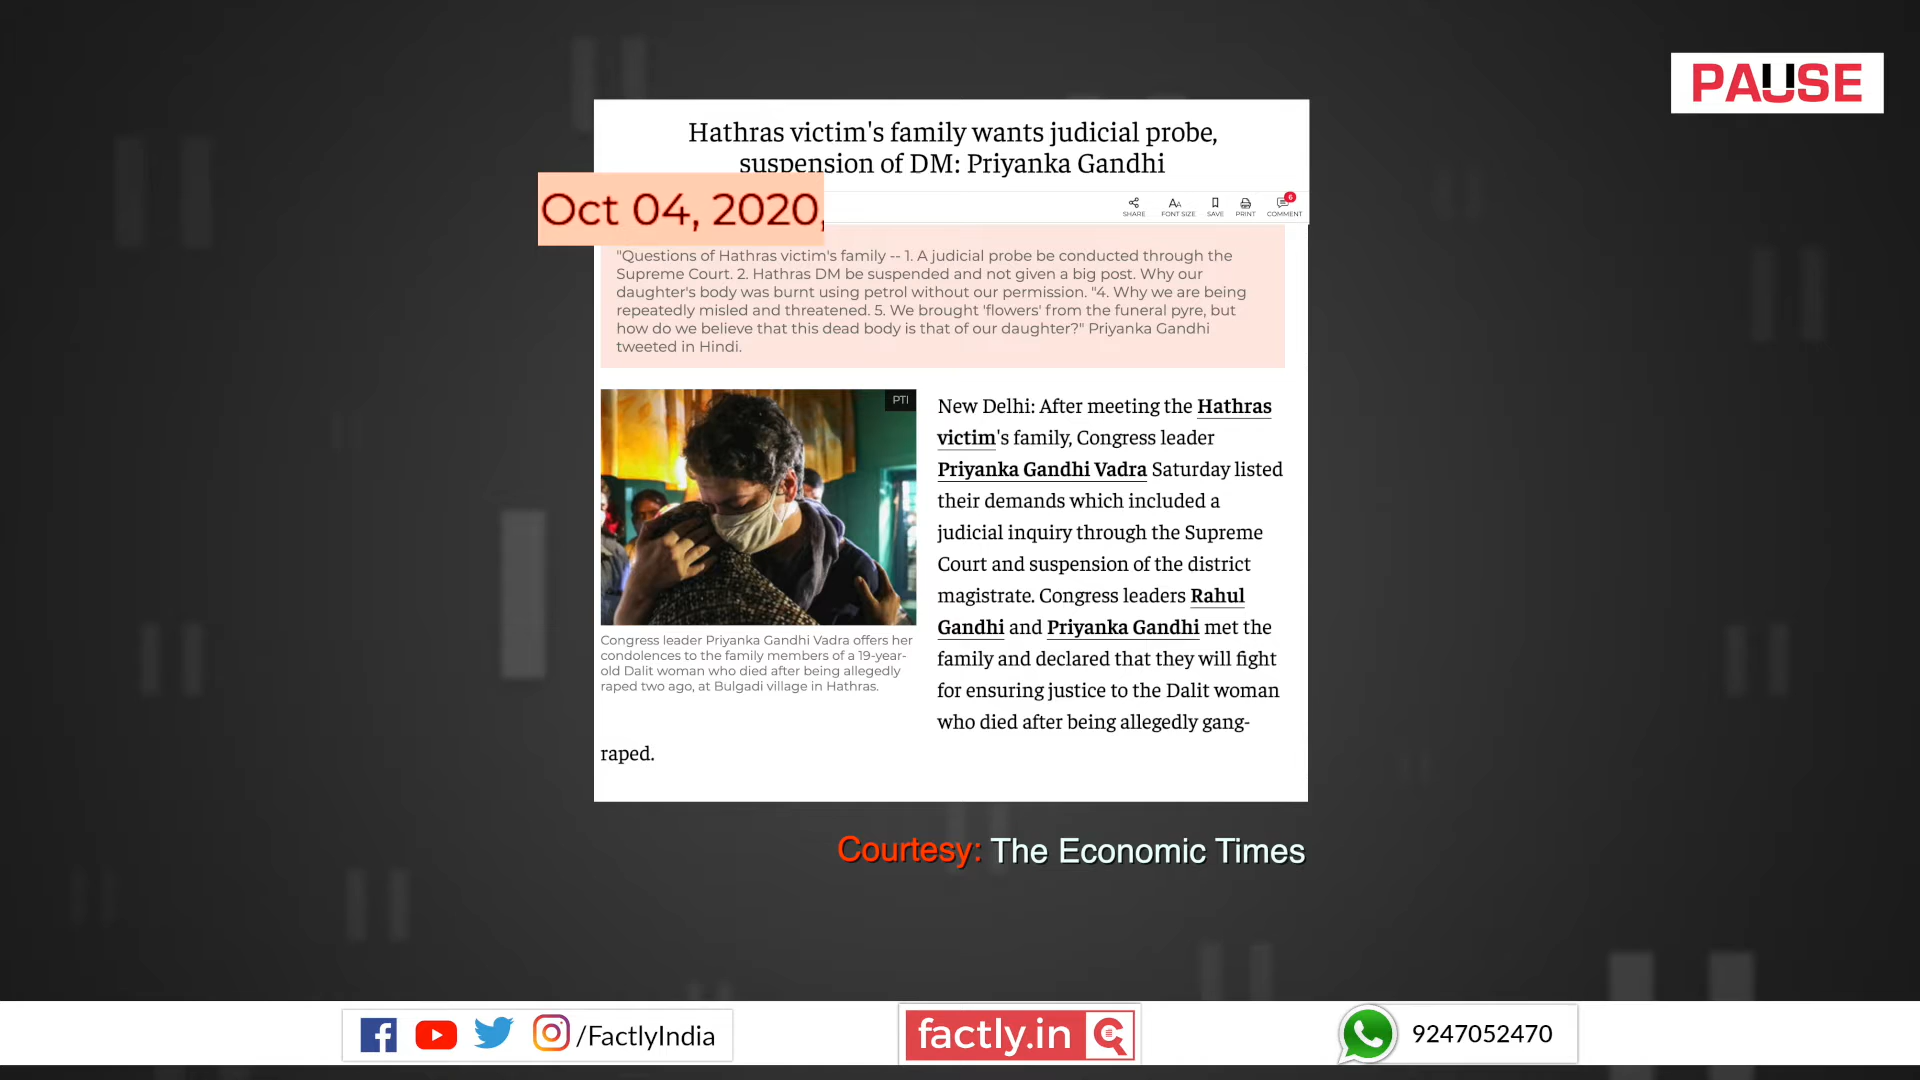 PAUSE
Hathras victim's family wants judicial probe,
suspension of DM: Priyanka Gandhi
Oct 04, 2020,
SHARE
FONT SIZE
SAVE
PRINT
6
COMMENT
"Questions of Hathras victim's family -- 1. A judicial probe be conducted through the
Supreme Court. 2. Hathras DM be suspended and not given a big post. Why our
daughter's body was burnt using petrol without our permission. "4. Why we are being
repeatedly misled and threatened. 5. We brought 'flowers' from the funeral pyre, but
how do we believe that this dead body is that of our daughter?" Priyanka Gandhi
tweeted in Hindi.
PTI
Congress leader Priyanka Gandhi Vadra offers her
condolences to the family members of a 19-year-
old Dalit woman who died after being allegedly
raped two ago, at Bulgadi village in Hathras.
New Delhi: After meeting the Hathras
victim's family, Congress leader
Priyanka Gandhi Vadra Saturday listed
their demands which included a
judicial inquiry through the Supreme
Court and suspension of the district
magistrate. Congress leaders Rahul
Gandhi and Priyanka Gandhi met the
family and declared that they will fight
for ensuring justice to the Dalit woman
who died after being allegedly gang-
raped.
Courtesy: The Economic Times
/FactlyIndia
factly.in
9247052470